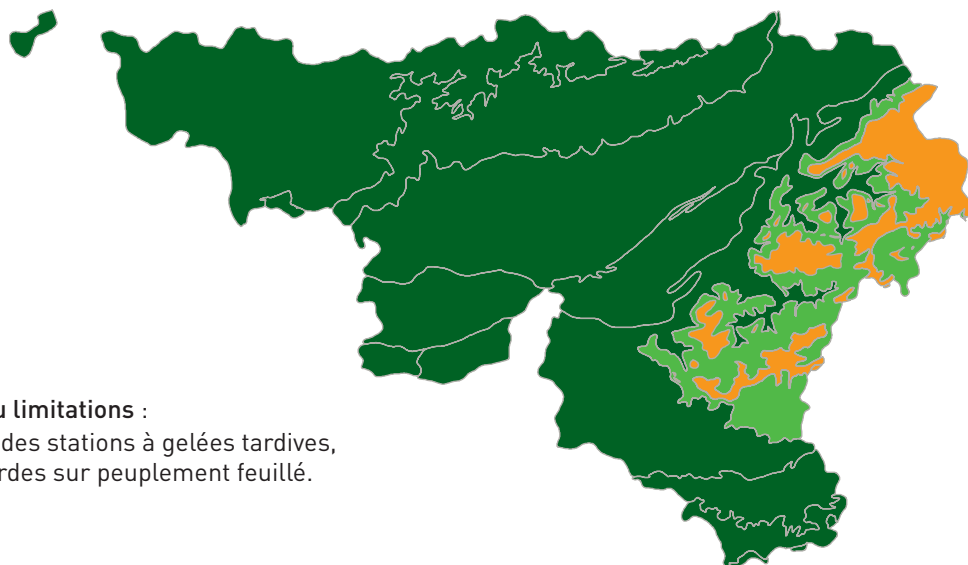 u limitations :
des stations à gelées tardives,
rdes sur peuplement feuillé.